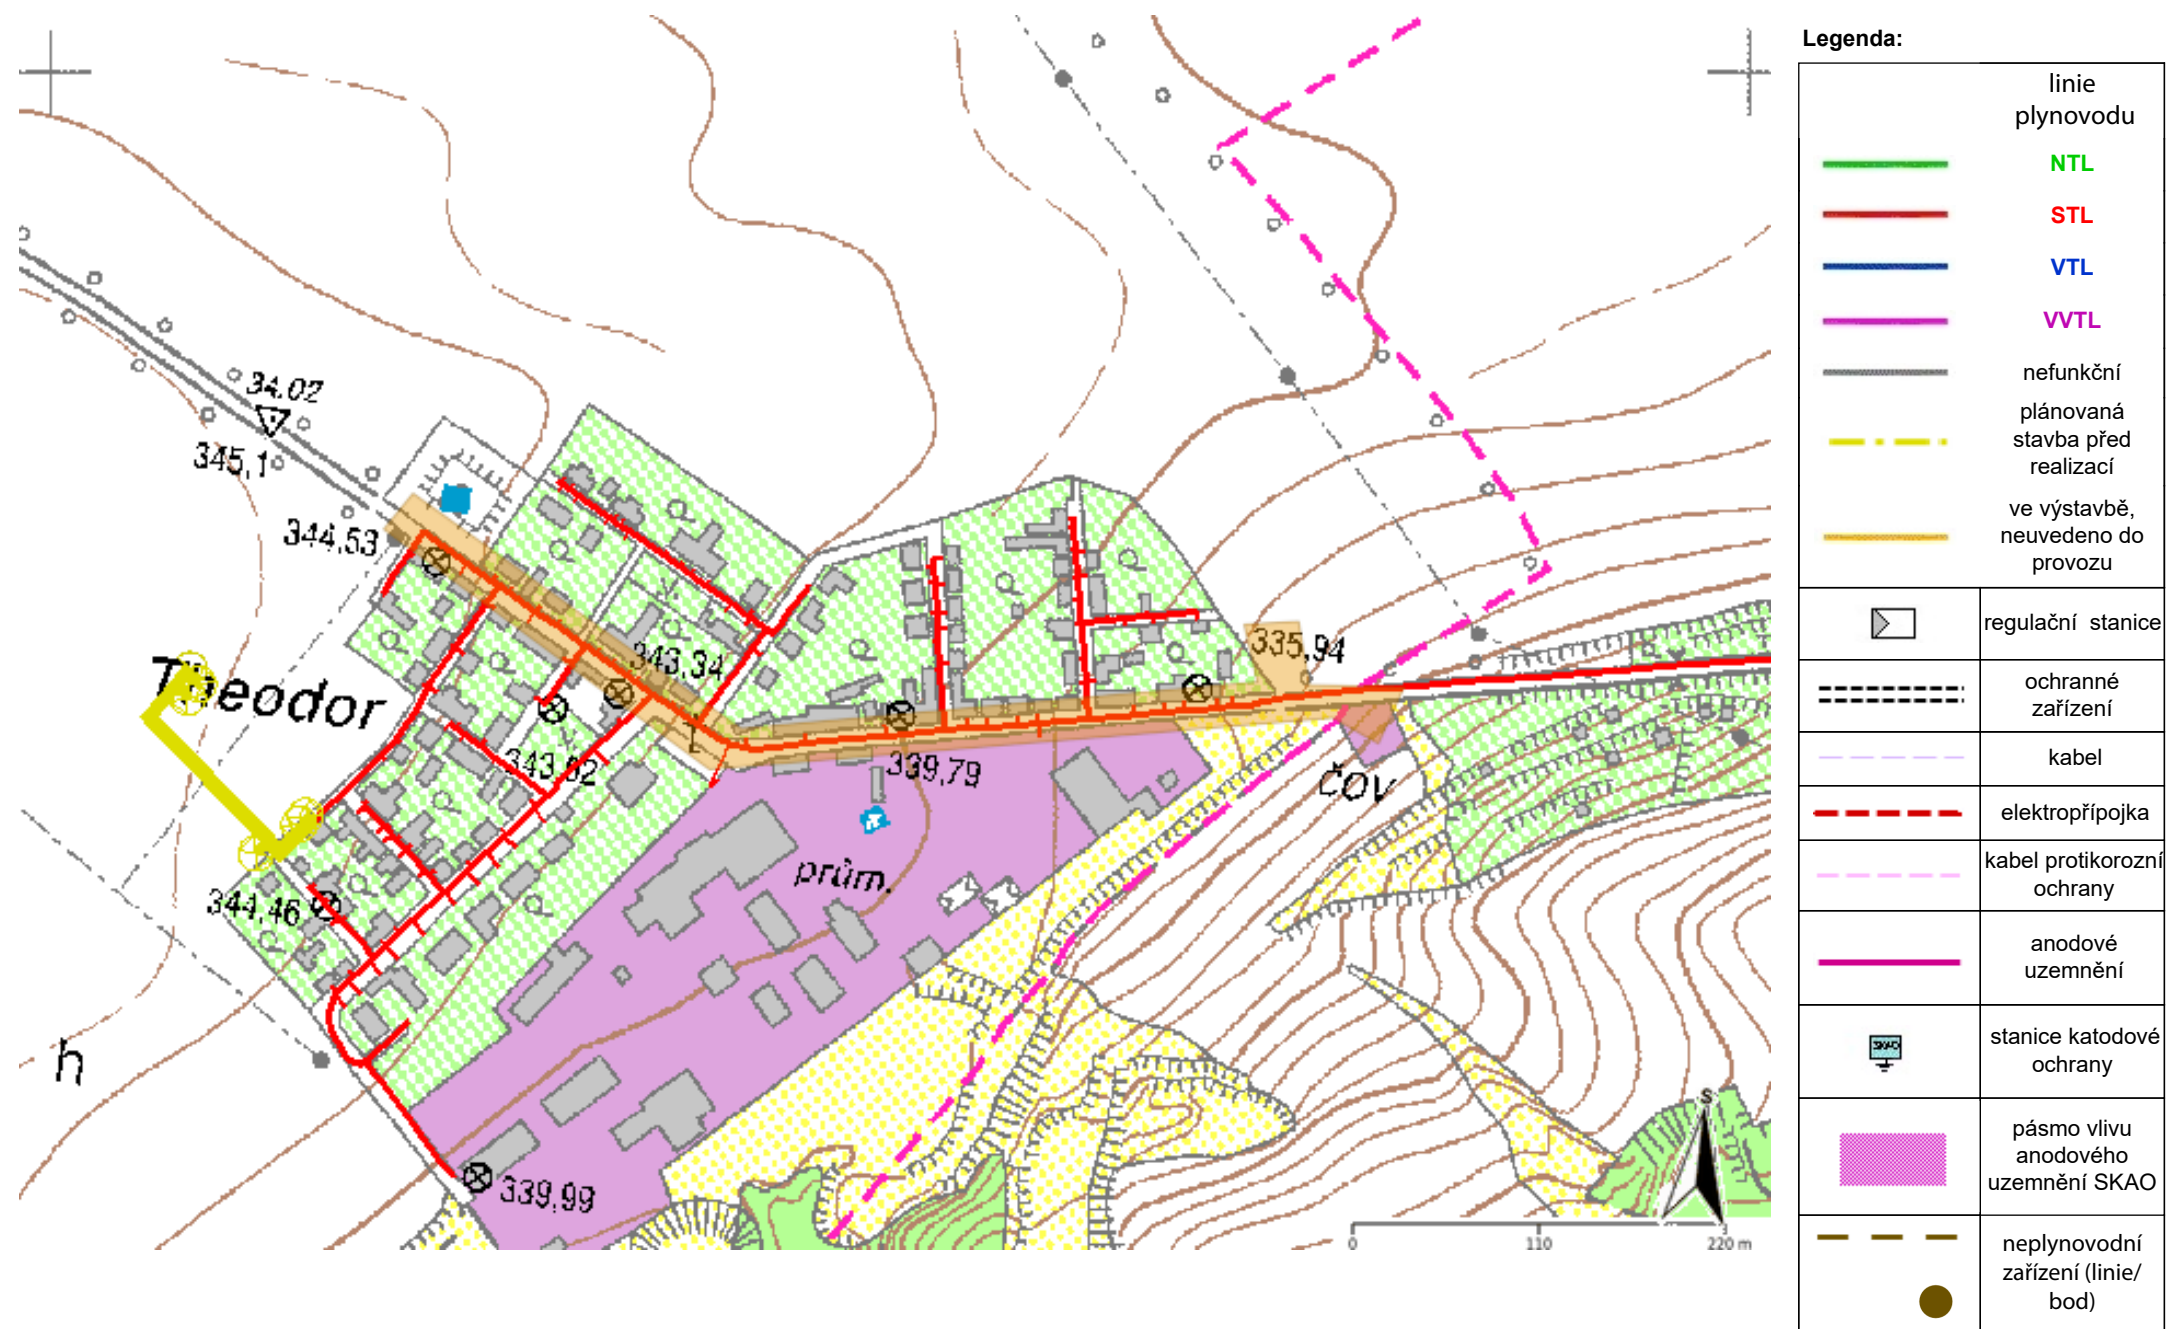 34.02
345,1
344,53
Theodor
343,34
335,94
343,92
339,79
ČOV
prům.
344,46
h
339,99
S
0 110 220 m
Legenda:
linie
plynovodu
NTL
STL
VTL
VVTL
nefunkční
plánovaná
stavba před
realizací
ve výstavbě,
neuvedeno do
provozu
regulační stanice
ochranné
zařízení
kabel
elektropřípojka
kabel protikorozní
ochrany
anodové
uzemnění
SKAO
stanice katodové
ochrany
pásmo vlivu
anodového
uzemnění SKAO
neplynovodní
zařízení (linie/
bod)